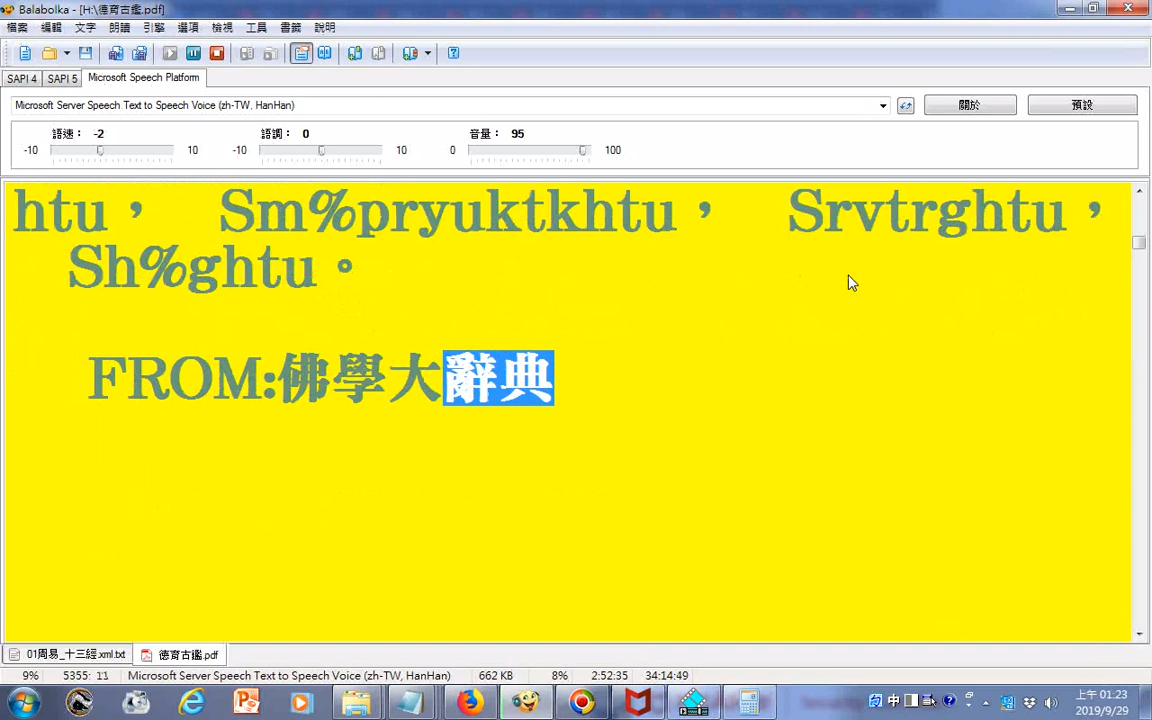 Balabolka - [H:\德育古鑑.pdf]
檔案 編輯 文字 朗讀 引擎 選項 檢視 工具 書籤 說明
SAPI 4 SAPI 5 Microsoft Speech Platform
Microsoft Server Speech Text to Speech Voice (zh-TW, HanHan) 關於 預設
語速： -2 語調： 0 音量： 95
-10 10 -10 10 0 100
htu， Sm%pryuktkhtu， Srvtrghtu，
Sh%ghtu。
FROM:佛學大辭典
01周易_十三經.xml.txt 德育古鑑.pdf
9% 5355: 11 Microsoft Server Speech Text to Speech Voice (zh-TW, HanHan) 662 KB 8% 2:52:35 34:14:49
中 上午 01:23
2019/9/29